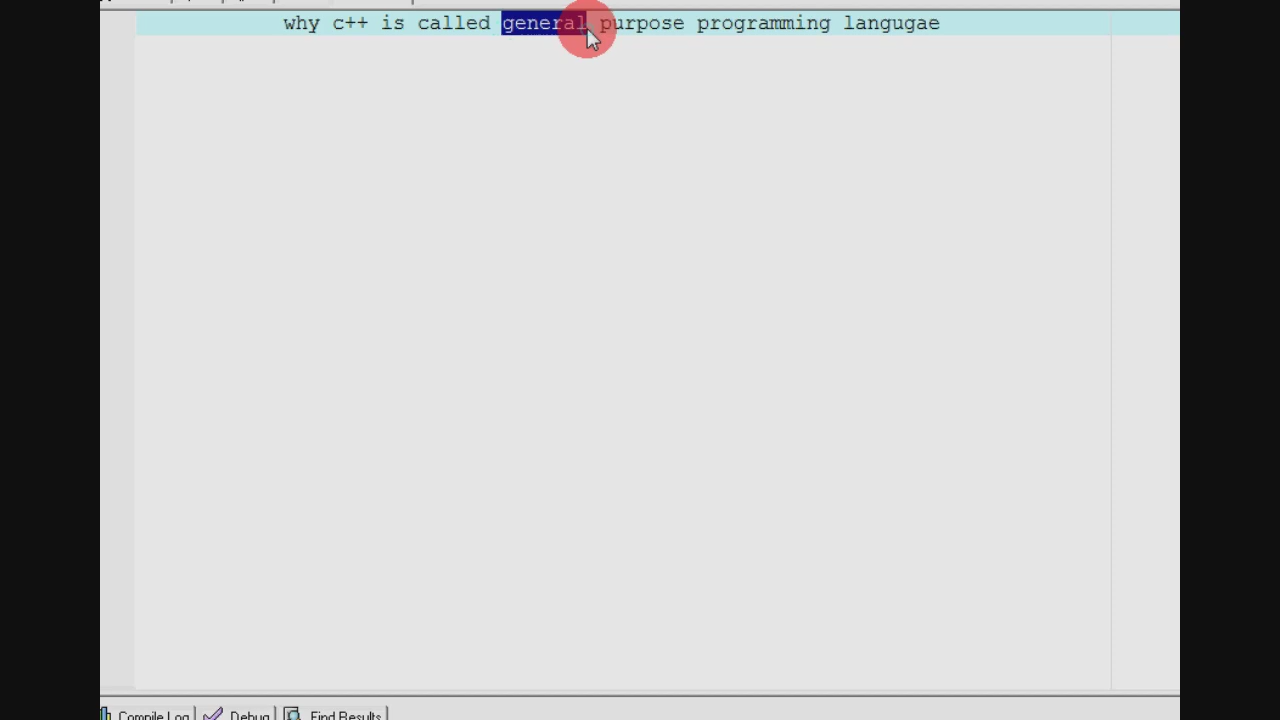 why c++ is called general purpose programming langugae
Compile Log Debug Find Results